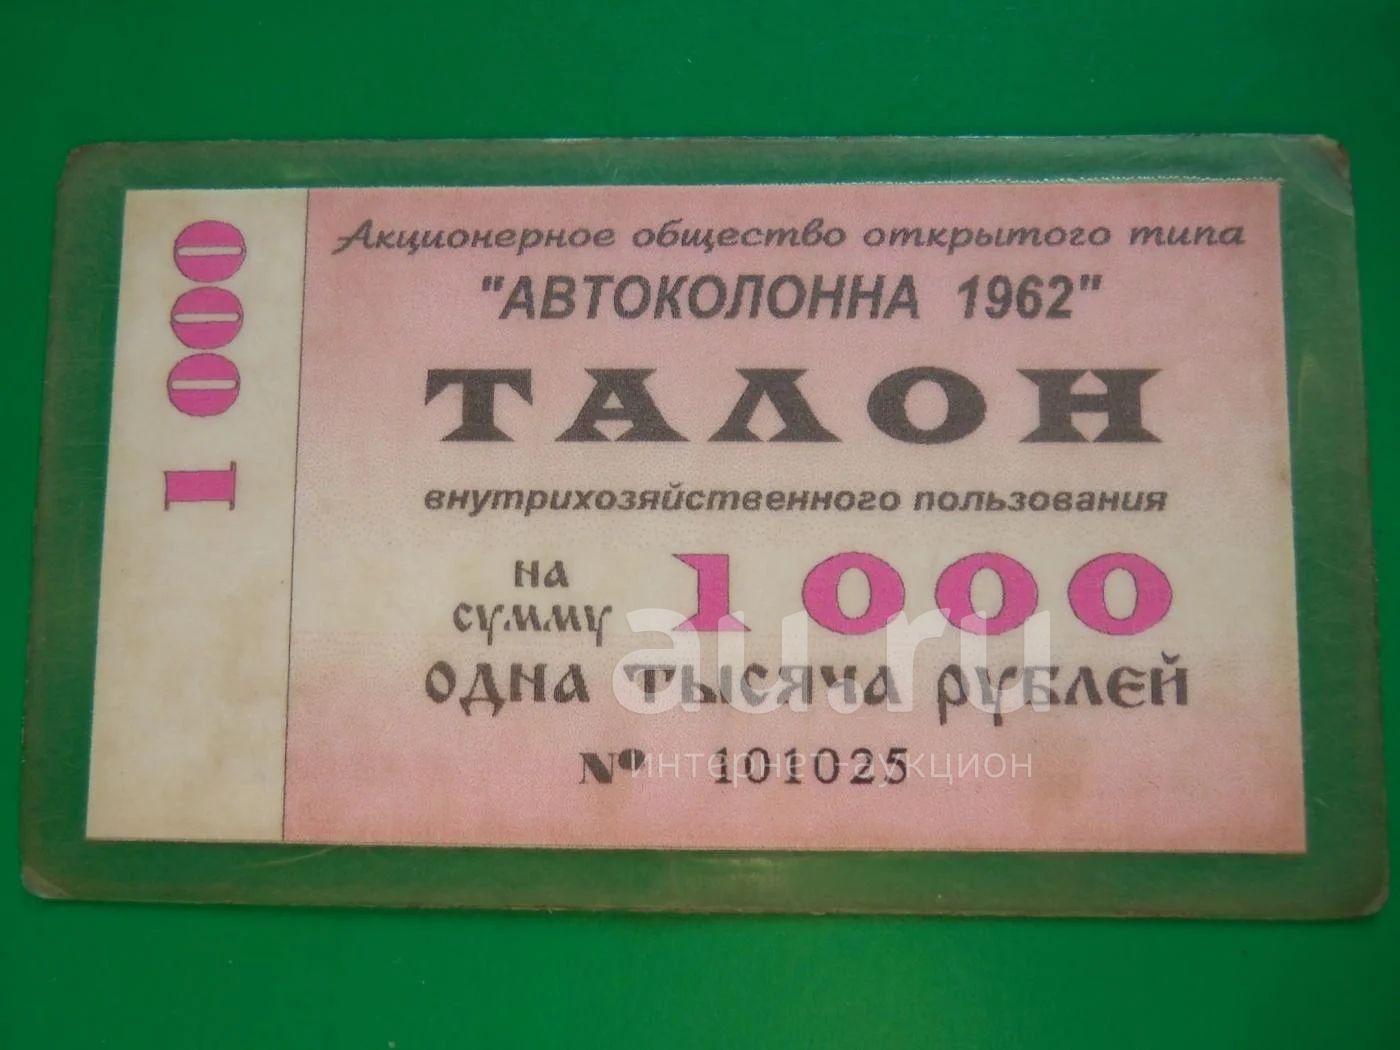 1 000
Акционерное общество открытого типа
"АВТОКОЛОННА 1962"
ТАЛОН
внутрихозяйственного пользования
на
сумму
1000
одна тысяча рублей
№ 101025
au.ru
интернет-аукцион